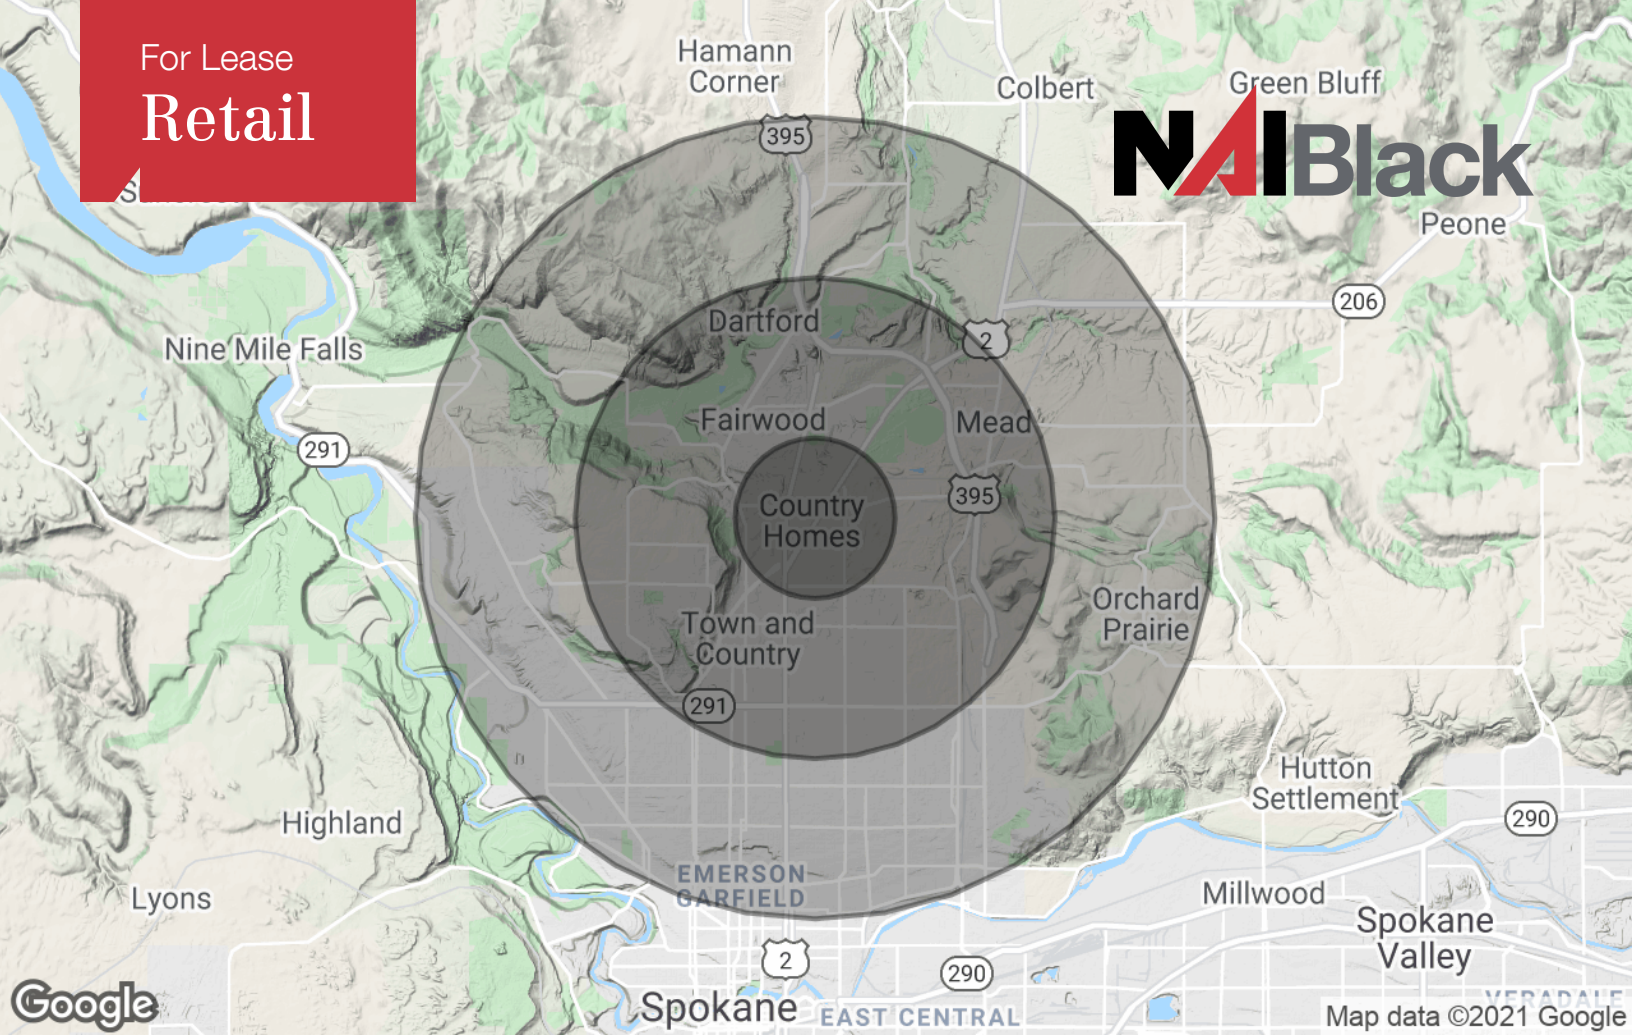 For Lease
Retail
Hamann
Corner
Colbert
Green Bluff
NAIBlack
395
Peone
206
Dartford
2
Nine Mile Falls
Fairwood
Mead
291
395
Country
Homes
Orchard
Prairie
Town and
Country
291
Hutton
Settlement
290
Highland
EMERSON
GARFIELD
Lyons
Millwood
Spokane
Valley
2
290
Google
Spokane
EAST CENTRAL
VERADALE
Map data ©2021 Google